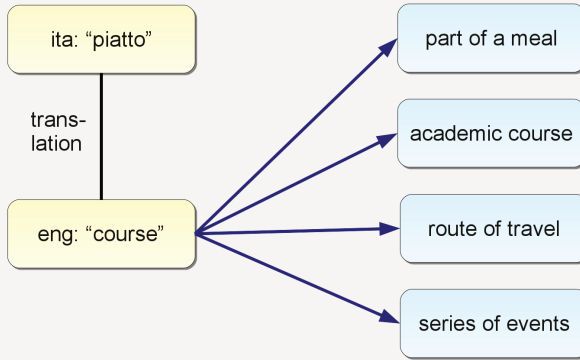 ita: “piatto”
part of a meal
trans-
lation
academic course
eng: “course”
route of travel
series of events